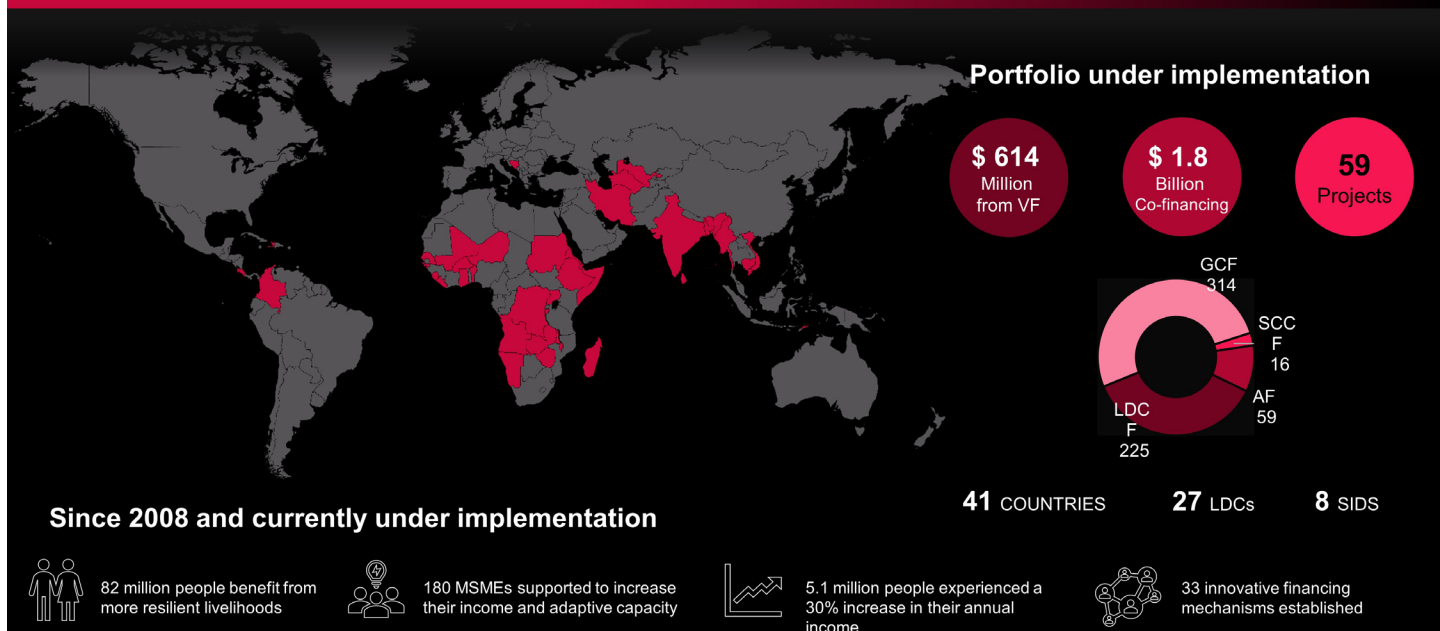 Portfolio under implementation
$ 614
Million
from VF
$ 1.8
Billion
Co-financing
59
Projects
GCF
314
SCC
F
16
AF
59
LDC
F
225
41 COUNTRIES
27 LDCs
8 SIDS
Since 2008 and currently under implementation
82 million people benefit from
more resilient livelihoods
180 MSMEs supported to increase
their income and adaptive capacity
5.1 million people experienced a
30% increase in their annual
income
33 innovative financing
mechanisms established